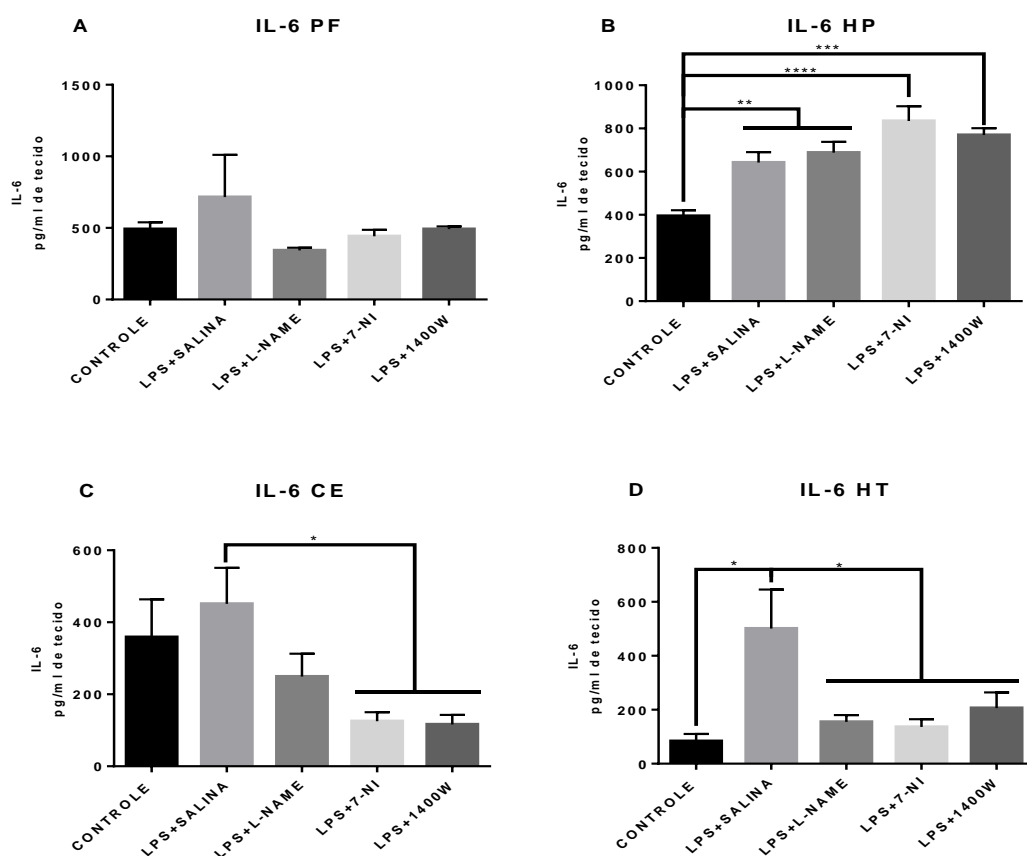 A IL-6 PF
IL-6
pg/ml de tecido
1500
1000
500
0
CONTROLE
LPS+SALINA
LPS+L-NAME
LPS+7-NI
LPS+1400W
B IL-6 HP
IL-6
pg/ml de tecido
1000
800
600
400
200
0
***
****
**
CONTROLE
LPS+SALINA
LPS+L-NAME
LPS+7-NI
LPS+1400W
C IL-6 CE
IL-6
pg/ml de tecido
600
400
200
0
*
CONTROLE
LPS+SALINA
LPS+L-NAME
LPS+7-NI
LPS+1400W
D IL-6 HT
IL-6
pg/ml de tecido
800
600
400
200
0
* *
CONTROLE
LPS+SALINA
LPS+L-NAME
LPS+7-NI
LPS+1400W